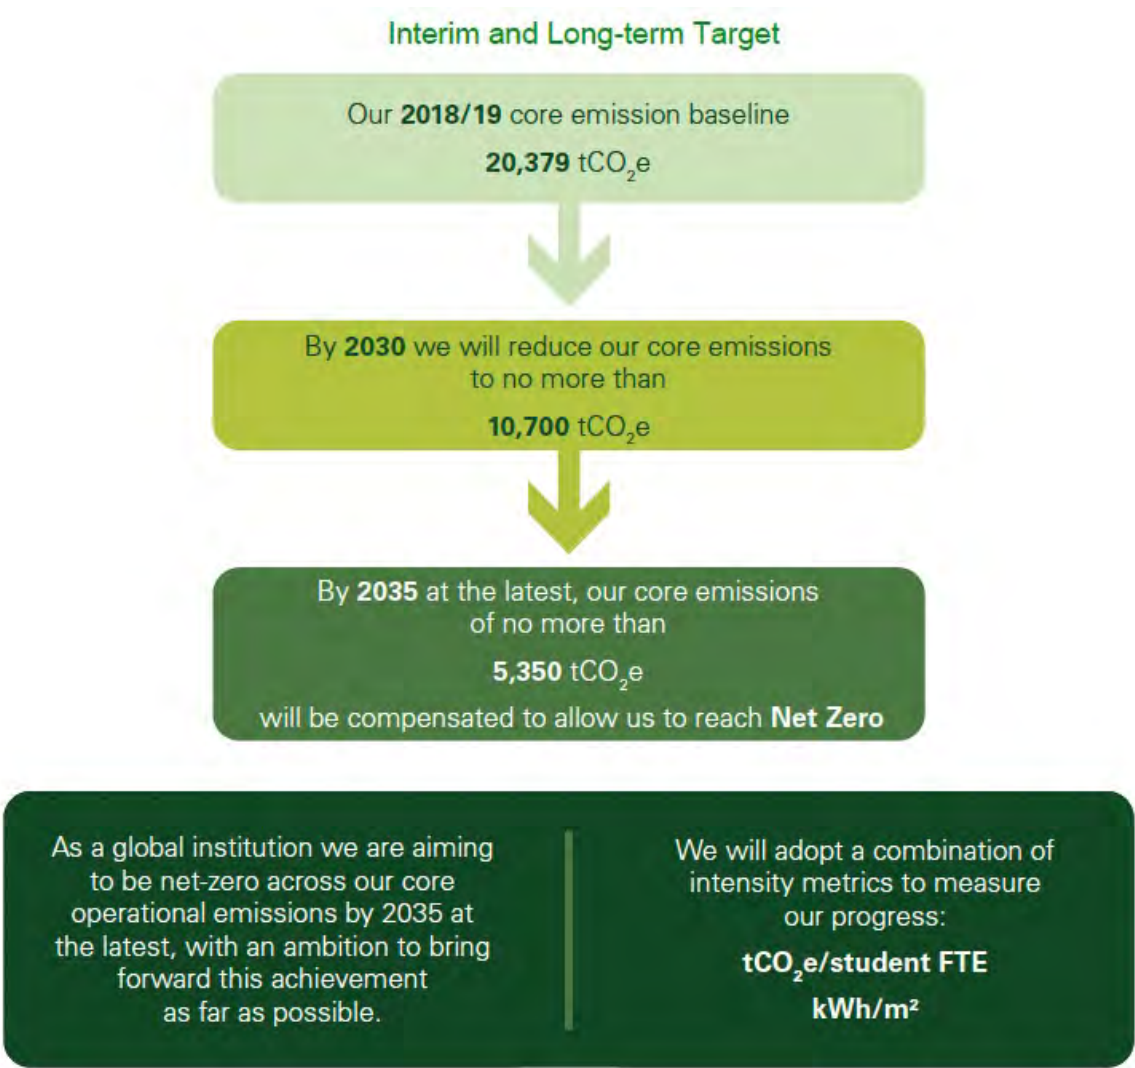 Interim and Long-term Target
Our 2018/19 core emission baseline
20,379 tCO₂e
By 2030 we will reduce our core emissions
to no more than
10,700 tCO₂e
By 2035 at the latest, our core emissions
of no more than
5,350 tCO₂e
will be compensated to allow us to reach Net Zero
As a global institution we are aiming
to be net-zero across our core
operational emissions by 2035 at
the latest, with an ambition to bring
forward this achievement
as far as possible.
We will adopt a combination of
intensity metrics to measure
our progress:
tCO₂e/student FTE
kWh/m²